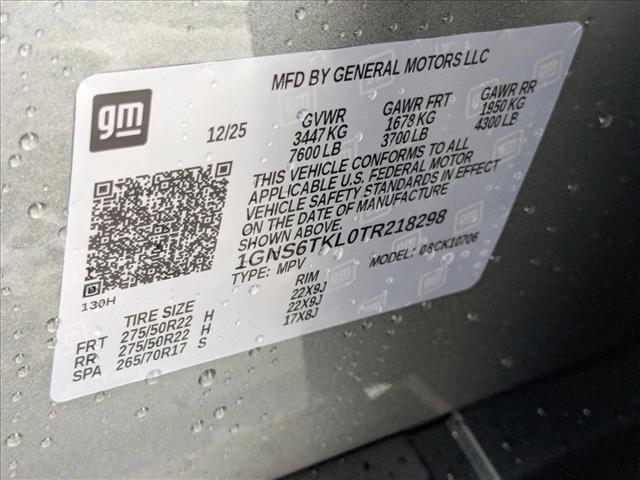 MFD BY GENERAL MOTORS LLC
gm
12/25
GVWR GAWR FRT GAWR RR
3447 KG 1678 KG 1950 KG
7600 LB 3700 LB 4300 LB
THIS VEHICLE CONFORMS TO ALL
APPLICABLE U.S. FEDERAL MOTOR
VEHICLE SAFETY STANDARDS IN EFFECT
ON THE DATE OF MANUFACTURE
SHOWN ABOVE.
1GNS6TKL0TR218298
TYPE: MPV MODEL: 08CK10706
130H
TIRE SIZE RIM
FRT 275/50R22 H 22X9J
RR 275/50R22 H 22X9J
SPA 265/70R17 S 17X8J